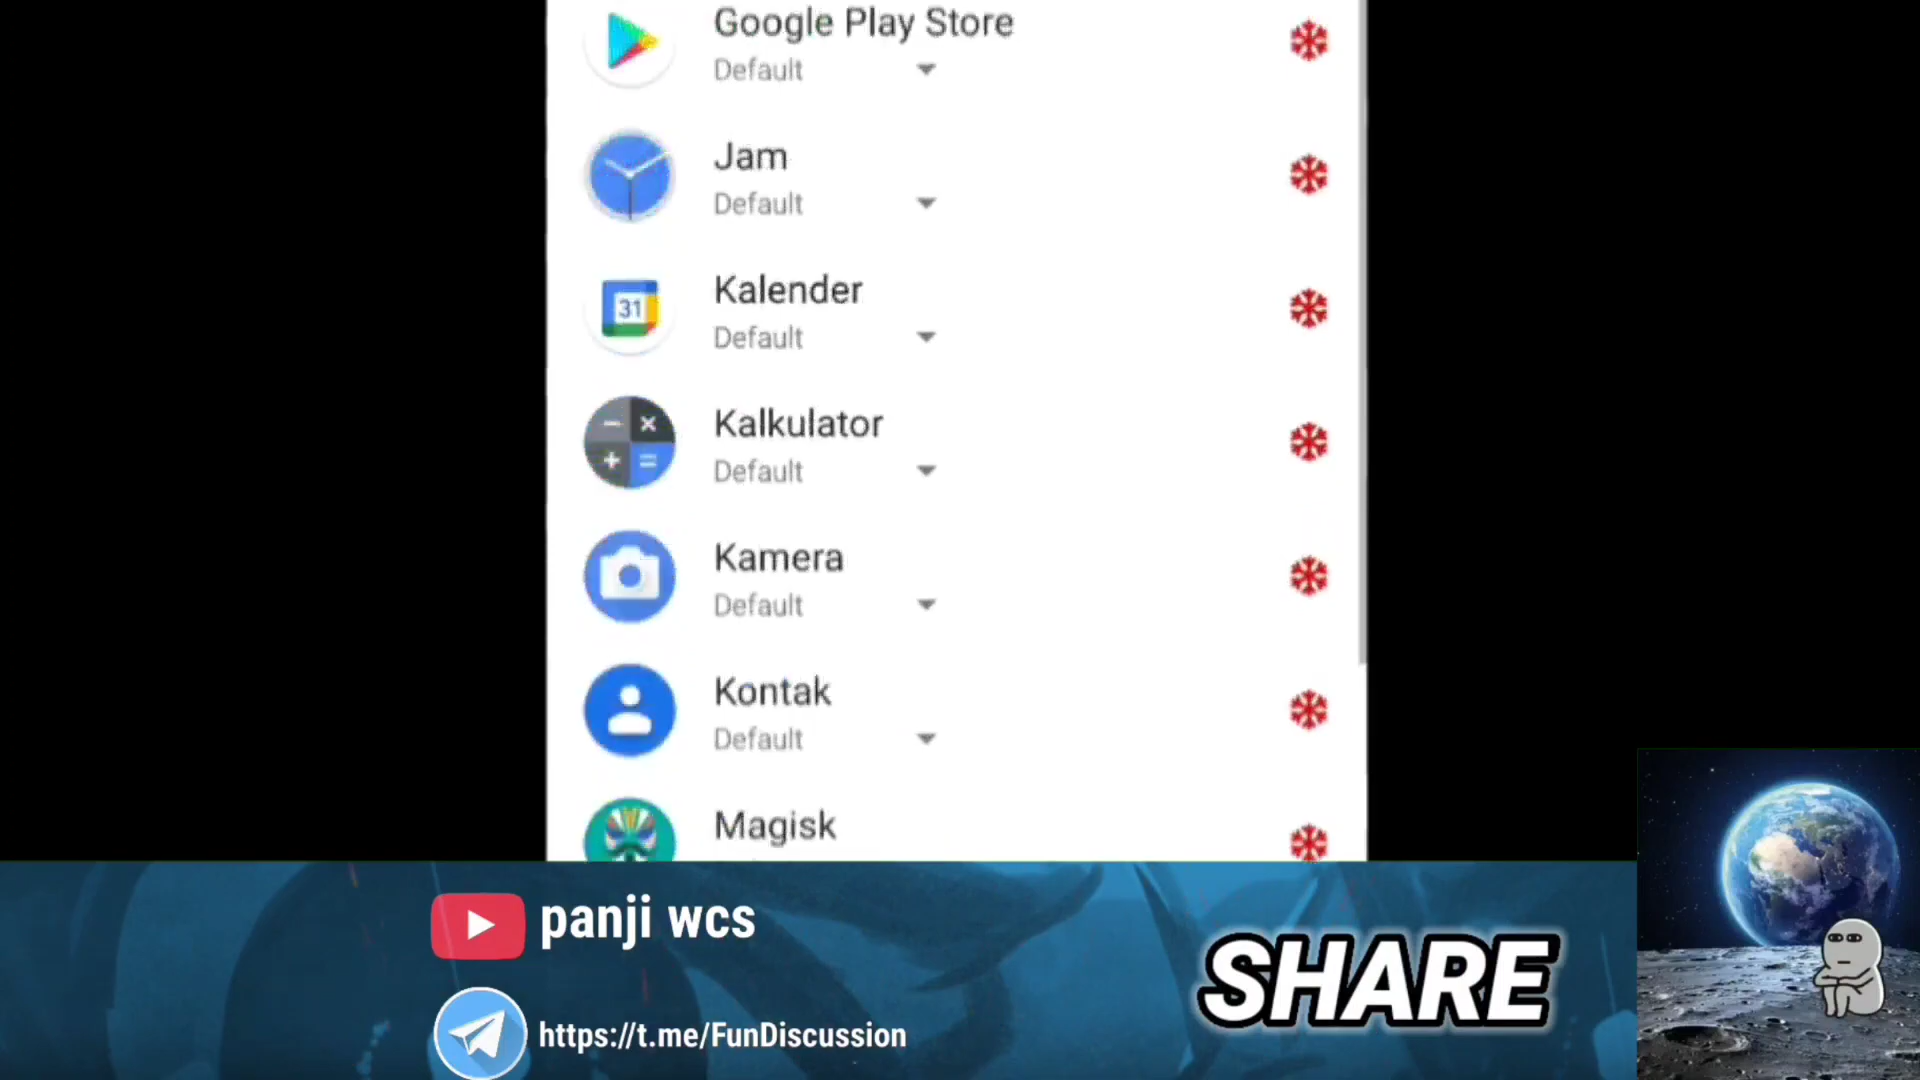 Google Play Store
Default
Jam
Default
Kalender
Default
31
Kalkulator
Default
Kamera
Default
Kontak
Default
Magisk
panji wcs
https://t.me/FunDiscussion
SHARE